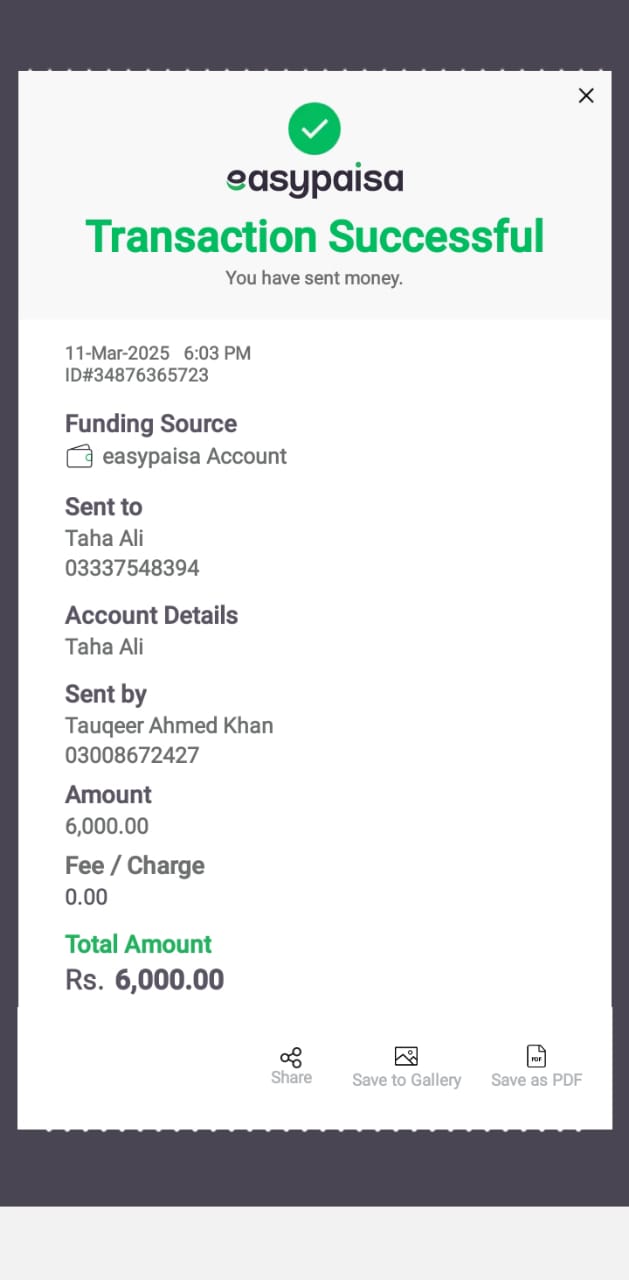 easypaisa
Transaction Successful
You have sent money.
11-Mar-2025 6:03 PM
ID#34876365723
Funding Source
easypaisa Account
Sent to
Taha Ali
03337548394
Account Details
Taha Ali
Sent by
Tauqeer Ahmed Khan
03008672427
Amount
6,000.00
Fee / Charge
0.00
Total Amount
Rs. 6,000.00
Share
Save to Gallery
PDF
Save as PDF